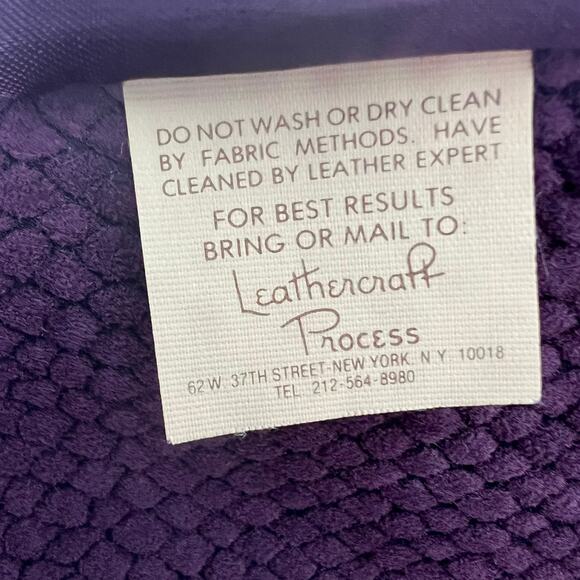 DO NOT WASH OR DRY CLEAN
BY FABRIC METHODS. HAVE
CLEANED BY LEATHER EXPERT
FOR BEST RESULTS
BRING OR MAIL TO:
Leathercraft
Process
62 W. 37TH STREET-NEW YORK. N.Y. 10018
TEL. 212-564-8980